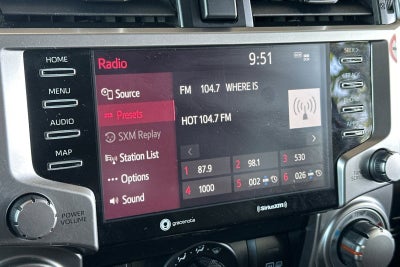 HOME
MENU
AUDIO
MAP
POWER
VOLUME
Radio
9:51
Source
Presets
SXM Replay
Station List
Options
Sound
FM 104.7 WHERE IS
HOT 104.7 FM
1 87.9
2 98.1
3 530
4 1000
5 002
6 026
gracenote
SiriusXM